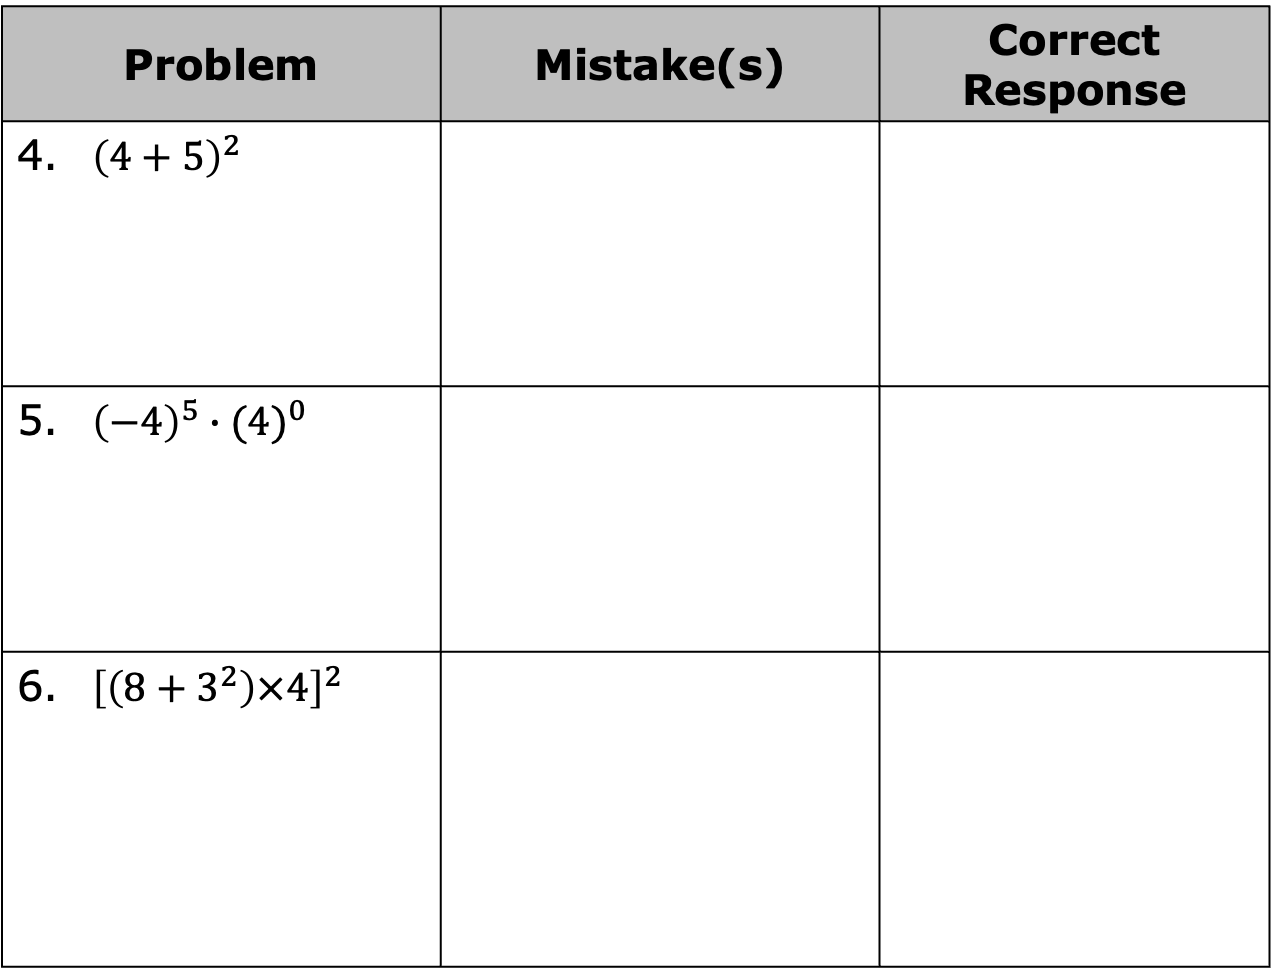 Problem Mistake(s) Correct
Response
4. (4 + 5)²
5. (−4)⁵ · (4)⁰
6. [(8 + 3²)×4]²